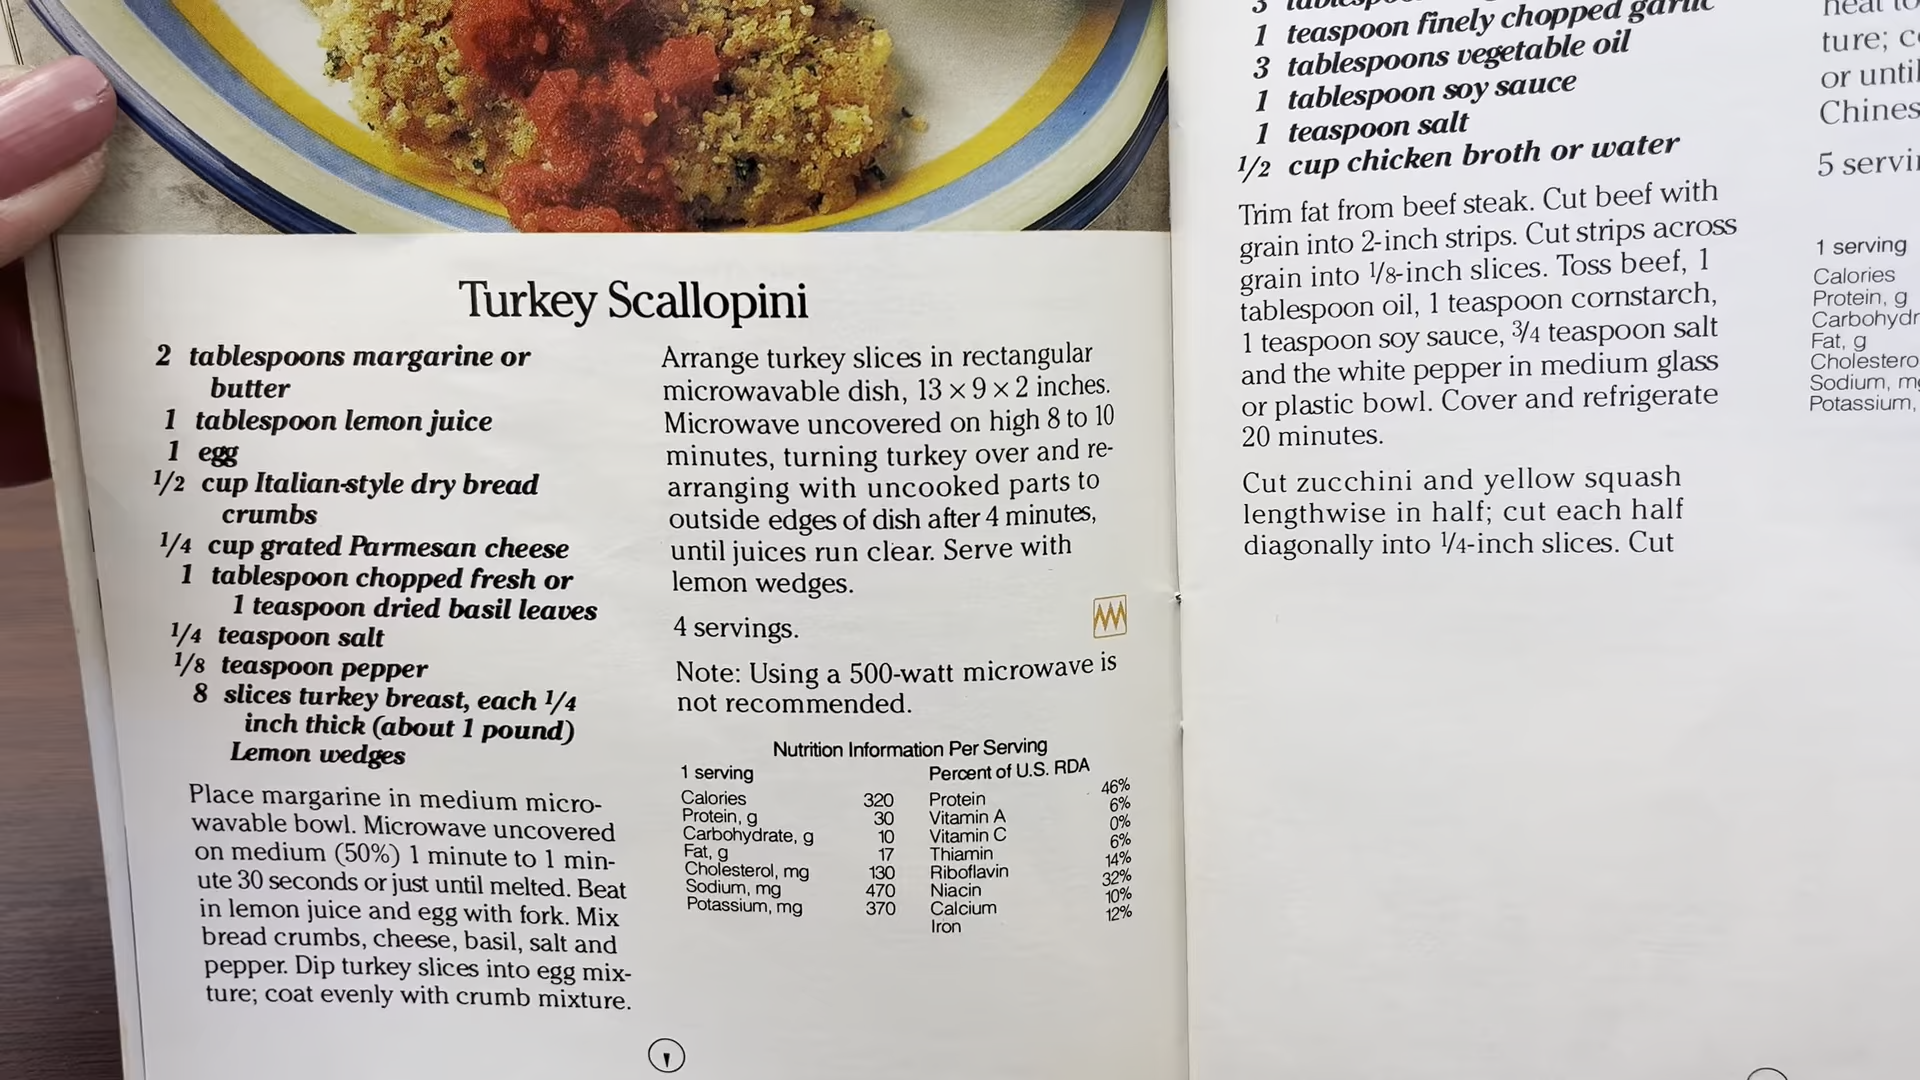 Turkey Scallopini
2 tablespoons margarine or
butter
1 tablespoon lemon juice
1 egg
1/2 cup Italian-style dry bread
crumbs
1/4 cup grated Parmesan cheese
1 tablespoon chopped fresh or
1 teaspoon dried basil leaves
1/4 teaspoon salt
1/8 teaspoon pepper
8 slices turkey breast, each 1/4
inch thick (about 1 pound)
Lemon wedges
Place margarine in medium micro-
wavable bowl. Microwave uncovered
on medium (50%) 1 minute to 1 min-
ute 30 seconds or just until melted. Beat
in lemon juice and egg with fork. Mix
bread crumbs, cheese, basil, salt and
pepper. Dip turkey slices into egg mix-
ture; coat evenly with crumb mixture.
Arrange turkey slices in rectangular
microwavable dish, 13 × 9 × 2 inches.
Microwave uncovered on high 8 to 10
minutes, turning turkey over and re-
arranging with uncooked parts to
outside edges of dish after 4 minutes,
until juices run clear. Serve with
lemon wedges.
4 servings.
Note: Using a 500-watt microwave is
not recommended.
Nutrition Information Per Serving
1 serving
Calories 320
Protein, g 30
Carbohydrate, g 10
Fat, g 17
Cholesterol, mg 130
Sodium, mg 470
Potassium, mg 370
Percent of U.S. RDA
Protein 46%
Vitamin A 6%
Vitamin C 0%
Thiamin 6%
Riboflavin 14%
Niacin 32%
Calcium 10%
Iron 12%
3
1 teaspoon finely chopped garlic
3 tablespoons vegetable oil
1 tablespoon soy sauce
1 teaspoon salt
1/2 cup chicken broth or water
Trim fat from beef steak. Cut beef with
grain into 2-inch strips. Cut strips across
grain into 1/8-inch slices. Toss beef, 1
tablespoon oil, 1 teaspoon cornstarch,
1 teaspoon soy sauce, 3/4 teaspoon salt
and the white pepper in medium glass
or plastic bowl. Cover and refrigerate
20 minutes.
Cut zucchini and yellow squash
lengthwise in half; cut each half
diagonally into 1/4-inch slices. Cut
heat to
ture; c
or until
Chines
5 servi
1 serving
Calories
Protein, g
Carbohydr
Fat, g
Cholestero
Sodium, m
Potassium,